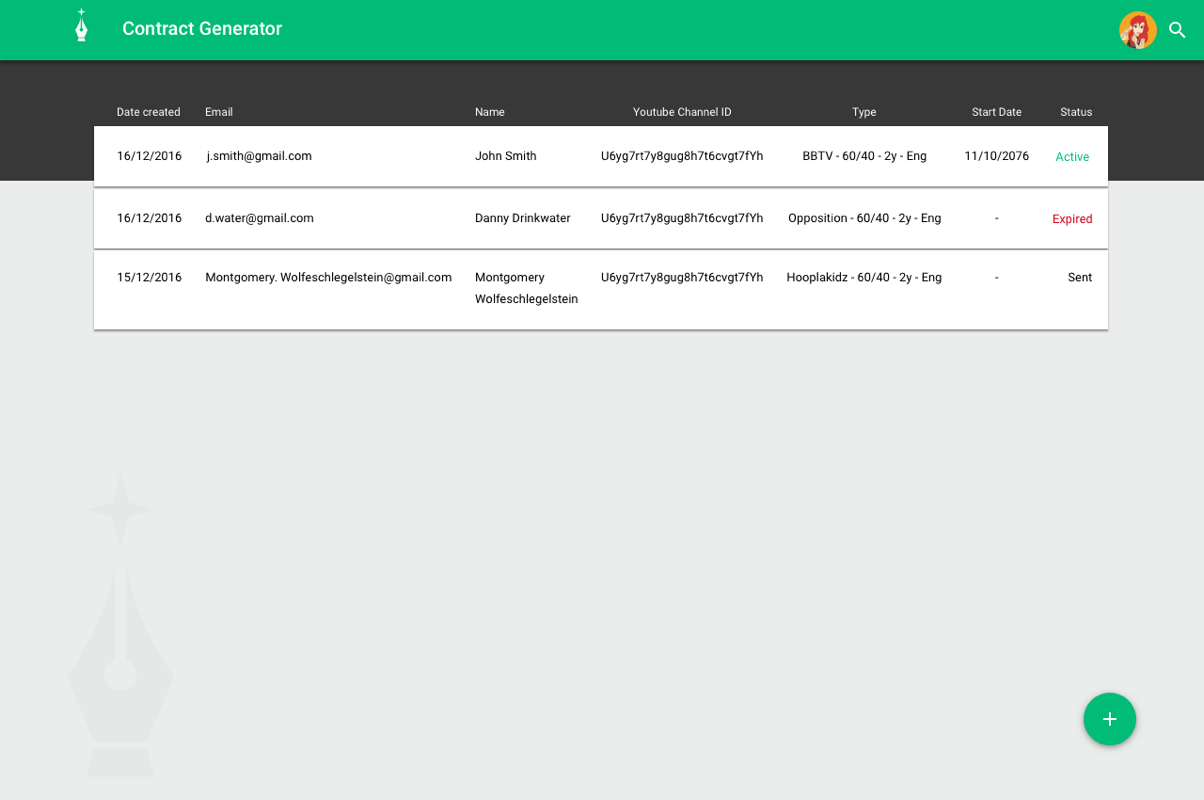 Contract Generator
Date created Email Name Youtube Channel ID Type Start Date Status
16/12/2016 j.smith@gmail.com John Smith U6yg7rt7y8gug8h7t6cvgt7fYh BBTV - 60/40 - 2y - Eng 11/10/2076 Active
16/12/2016 d.water@gmail.com Danny Drinkwater U6yg7rt7y8gug8h7t6cvgt7fYh Opposition - 60/40 - 2y - Eng - Expired
15/12/2016 Montgomery. Wolfeschlegelstein@gmail.com Montgomery U6yg7rt7y8gug8h7t6cvgt7fYh Hooplakidz - 60/40 - 2y - Eng - Sent
Wolfeschlegelstein